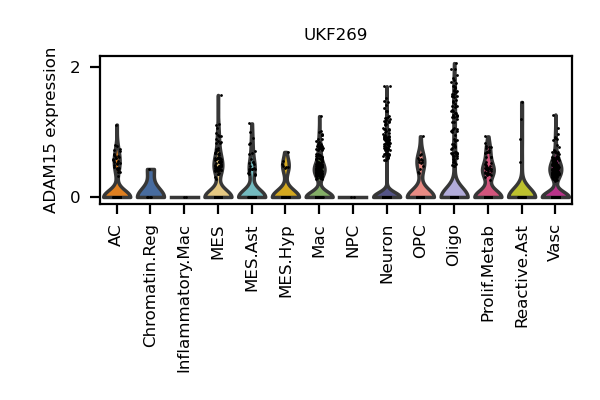 UKF269
ADAM15 expression
2
0
AC
Chromatin.Reg
Inflammatory.Mac
MES
MES.Ast
MES.Hyp
Mac
NPC
Neuron
OPC
Oligo
Prolif.Metab
Reactive.Ast
Vasc